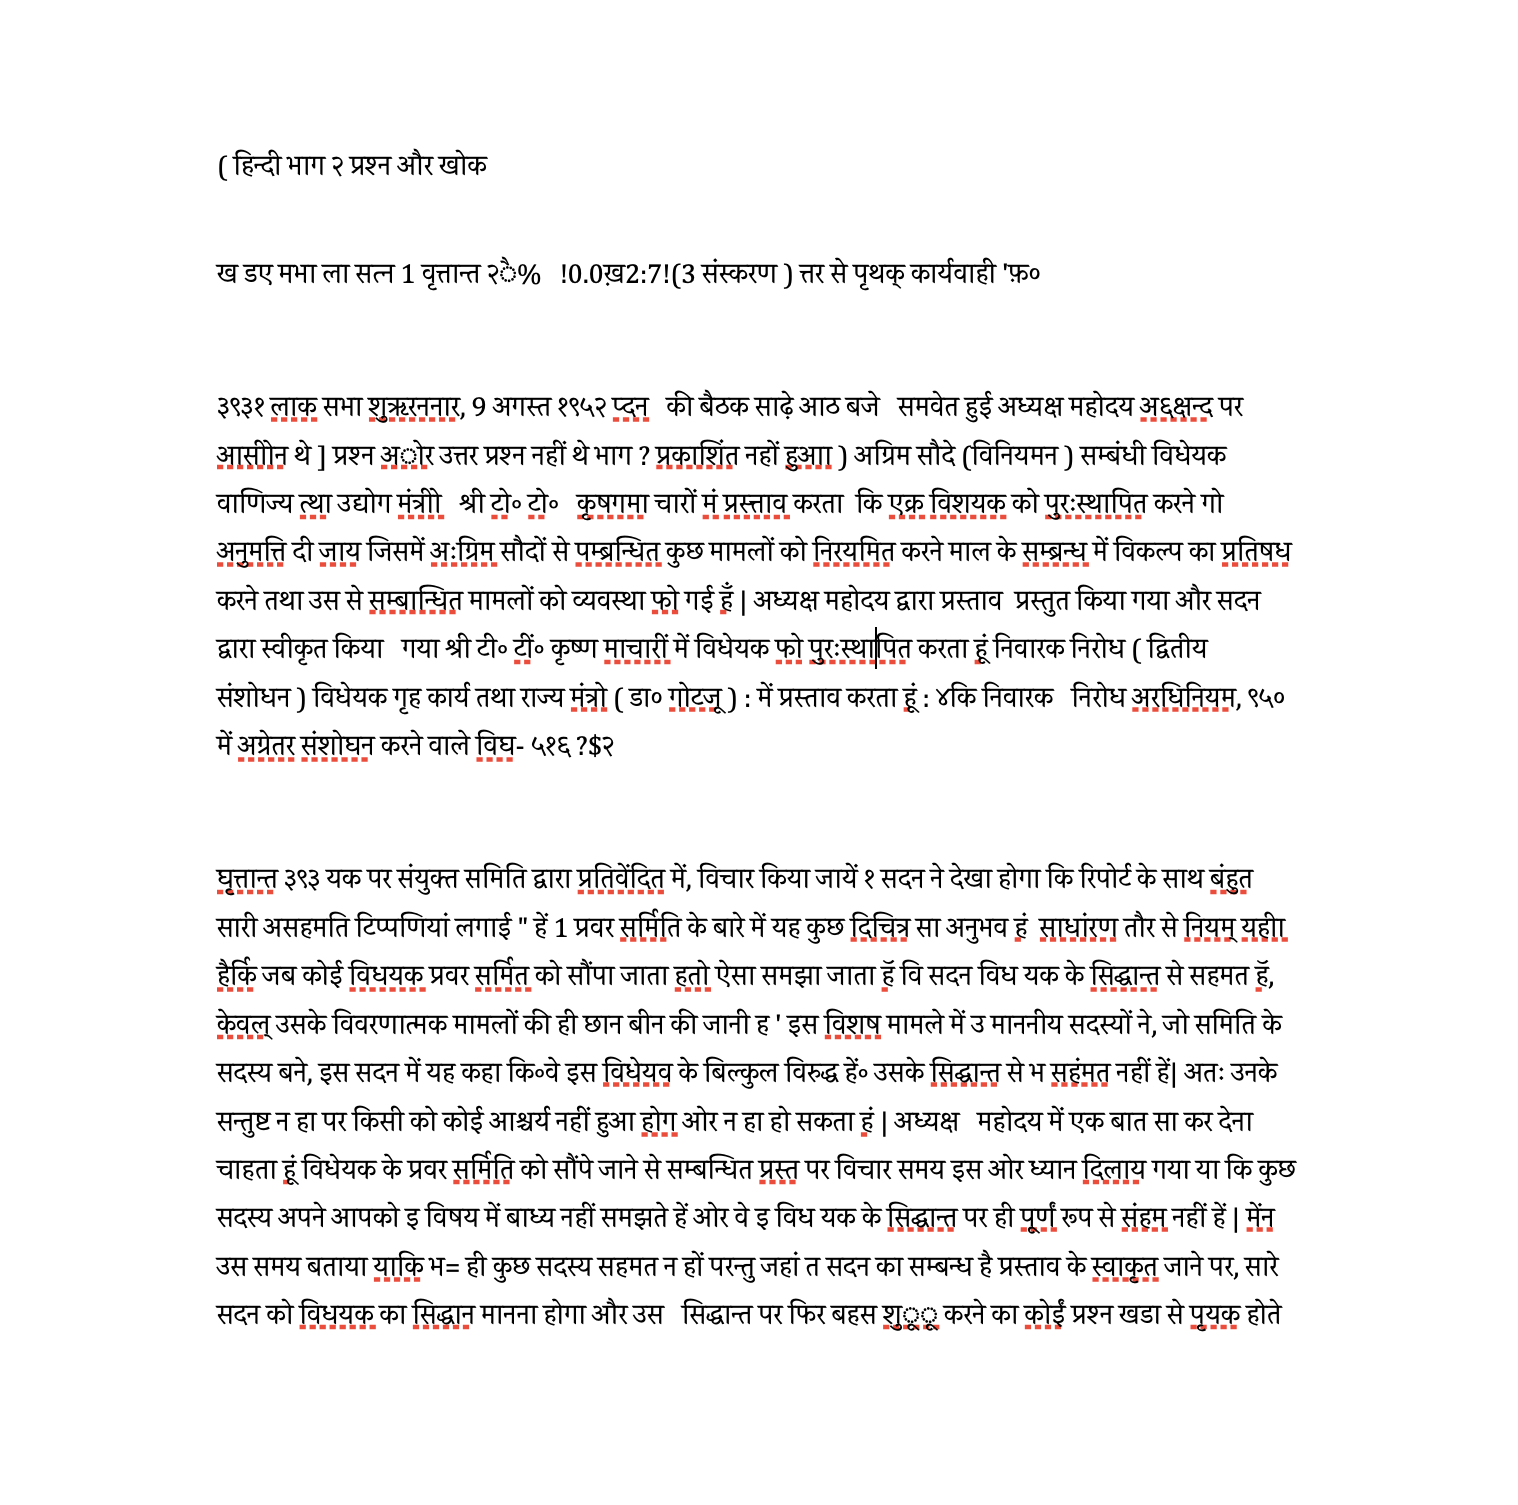 ( हिन्दी भाग २ प्रश्न और खोक
ख डए मभा ला सत्न 1 वृत्तान्त २ै% !0.0ख़2:7!(3 संस्करण ) त्तर से पृथक् कार्यवाही 'फ़०
३९३१ लाक सभा शुऋरननार, 9 अगस्त १९५२ प्दन की बैठक साढ़े आठ बजे समवेत हुई अध्यक्ष महोदय अद्दक्षन्द पर
आसीीन थे ] प्रश्न अोर उत्तर प्रश्न नहीं थे भाग ? प्रकाशिंत नहों हुआा ) अग्रिम सौदे (विनियमन ) सम्बंधी विधेयक
वाणिज्य त्था उद्योग मंत्रीी श्री टो॰ टो॰ कृषगमा चारों मं प्रस्त्ताव करता कि एक्र विशयक को पुरःस्थापित करने गो
अनुमत्ति दी जाय जिसमें अःग्रिम सौदों से पम्ब्रन्धित कुछ मामलों को निरयमित करने माल के सम्ब्रन्ध में विकल्प का प्रतिषध
करने तथा उस से सम्बान्धित मामलों को व्यवस्था फो गई हैँ | अध्यक्ष महोदय द्वारा प्रस्ताव प्रस्तुत किया गया और सदन
द्वारा स्वीकृत किया गया श्री टी॰ टीं॰ कृष्ण माचारीं में विधेयक फो पुरःस्थापित करता हूं निवारक निरोध ( द्वितीय
संशोधन ) विधेयक गृह कार्य तथा राज्य मंत्रो ( डा० गोटजू ) : में प्रस्ताव करता हूं : ४कि निवारक निरोध अरधिनियम, ९५०
में अग्रेतर संशोघन करने वाले विघ- ५१६ ?$२
घृत्तान्त ३९३ यक पर संयुक्त समिति द्वारा प्रतिवेंदित में, विचार किया जायें १ सदन ने देखा होगा कि रिपोर्ट के साथ बंहुत
सारी असहमति टिप्पणियां लगाई " हें 1 प्रवर सर्मिति के बारे में यह कुछ दिचित्र सा अनुभव हं साधांरण तौर से नियम् यहीा
हैर्कि जब कोई विधयक प्रवर सर्मित को सौंपा जाता हतो ऐसा समझा जाता हॅ वि सदन विध यक के सिद्घान्त से सहमत हॅ,
केवल् उसके विवरणात्मक मामलों की ही छान बीन की जानी ह ' इस विशष मामले में उ माननीय सदस्यों ने, जो समिति के
सदस्य बने, इस सदन में यह कहा कि॰वे इस विधेयव के बिल्कुल विरुद्ध हें॰ उसके सिद्घान्त से भ सहंमत नहीं हें| अतः उनके
सन्तुष्ट न हा पर किसी को कोई आश्चर्य नहीं हुआ होग ओर न हा हो सकता हं | अध्यक्ष महोदय में एक बात सा कर देना
चाहता हूं विधेयक के प्रवर सर्मिति को सौंपे जाने से सम्बन्धित प्रस्त पर विचार समय इस ओर ध्यान दिलाय गया या कि कुछ
सदस्य अपने आपको इ विषय में बाध्य नहीं समझते हें ओर वे इ विध यक के सिद्घान्त पर ही पूर्णं रूप से संहम नहीं हें | मेंन
उस समय बताया याकि भ= ही कुछ सदस्य सहमत न हों परन्तु जहां त सदन का सम्बन्ध है प्रस्ताव के स्वाकृत जाने पर, सारे
सदन को विधयक का सिद्घान मानना होगा और उस सिद्धान्त पर फिर बहस शुूू करने का कोईं प्रश्न खडा से पृयक होते